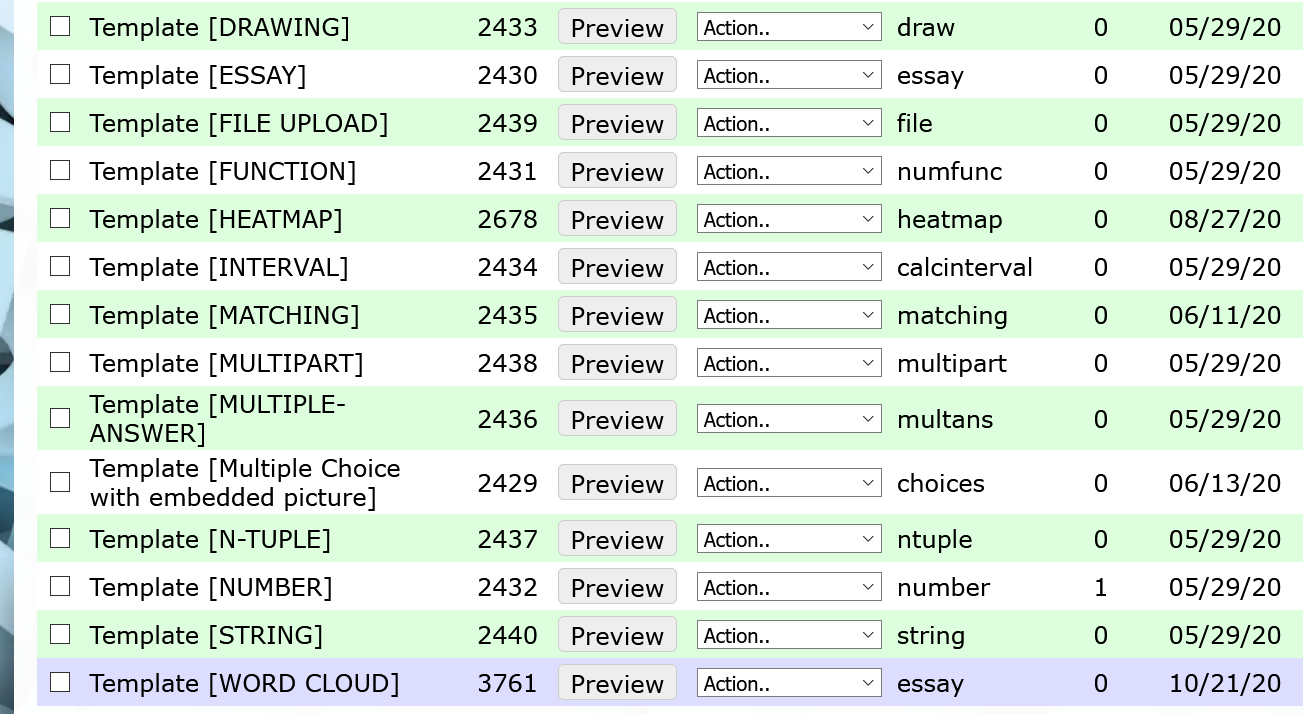 Template [DRAWING] 2433 Preview Action.. draw 0 05/29/20
Template [ESSAY] 2430 Preview Action.. essay 0 05/29/20
Template [FILE UPLOAD] 2439 Preview Action.. file 0 05/29/20
Template [FUNCTION] 2431 Preview Action.. numfunc 0 05/29/20
Template [HEATMAP] 2678 Preview Action.. heatmap 0 08/27/20
Template [INTERVAL] 2434 Preview Action.. calcinterval 0 05/29/20
Template [MATCHING] 2435 Preview Action.. matching 0 06/11/20
Template [MULTIPART] 2438 Preview Action.. multipart 0 05/29/20
Template [MULTIPLE-
ANSWER] 2436 Preview Action.. multans 0 05/29/20
Template [Multiple Choice
with embedded picture] 2429 Preview Action.. choices 0 06/13/20
Template [N-TUPLE] 2437 Preview Action.. ntuple 0 05/29/20
Template [NUMBER] 2432 Preview Action.. number 1 05/29/20
Template [STRING] 2440 Preview Action.. string 0 05/29/20
Template [WORD CLOUD] 3761 Preview Action.. essay 0 10/21/20